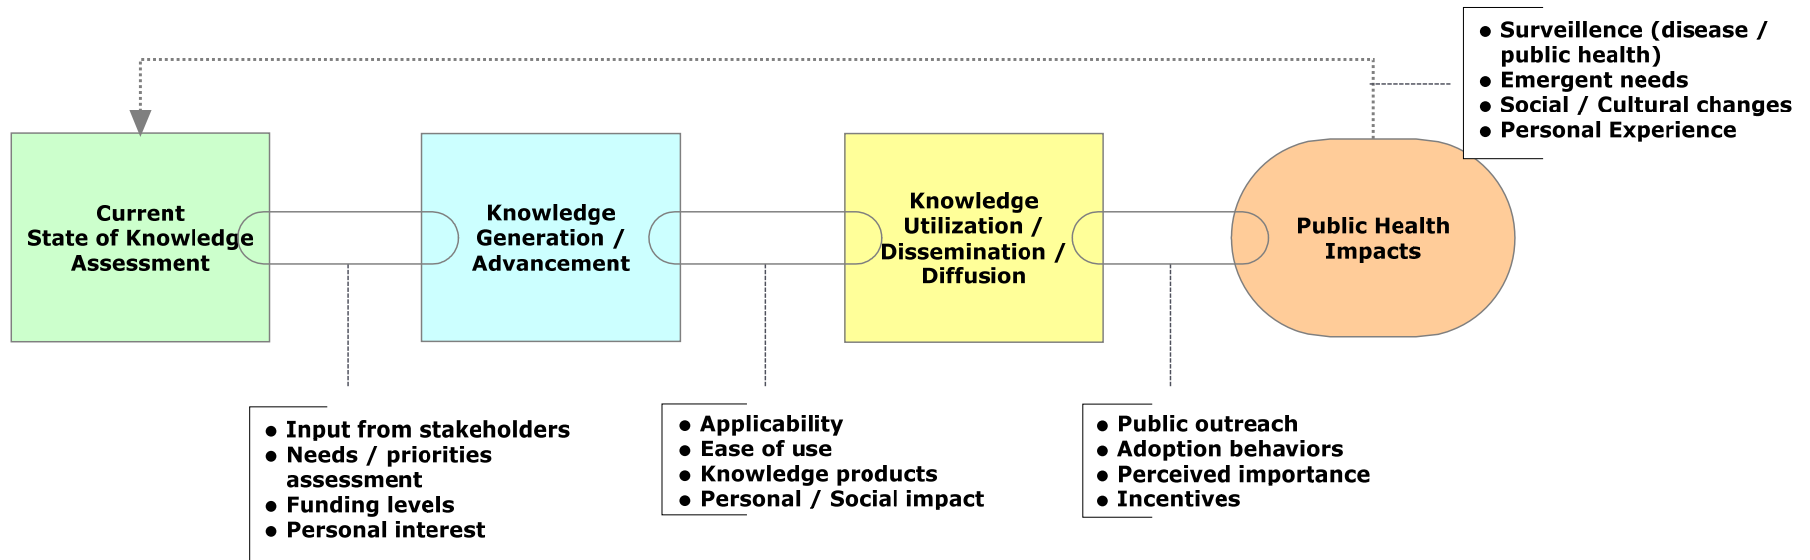 ● Surveillence (disease /
public health)
● Emergent needs
● Social / Cultural changes
● Personal Experience
Current
State of Knowledge
Assessment
Knowledge
Generation /
Advancement
Knowledge
Utilization /
Dissemination /
Diffusion
Public Health
Impacts
● Input from stakeholders
● Needs / priorities
assessment
● Funding levels
● Personal interest
● Applicability
● Ease of use
● Knowledge products
● Personal / Social impact
● Public outreach
● Adoption behaviors
● Perceived importance
● Incentives